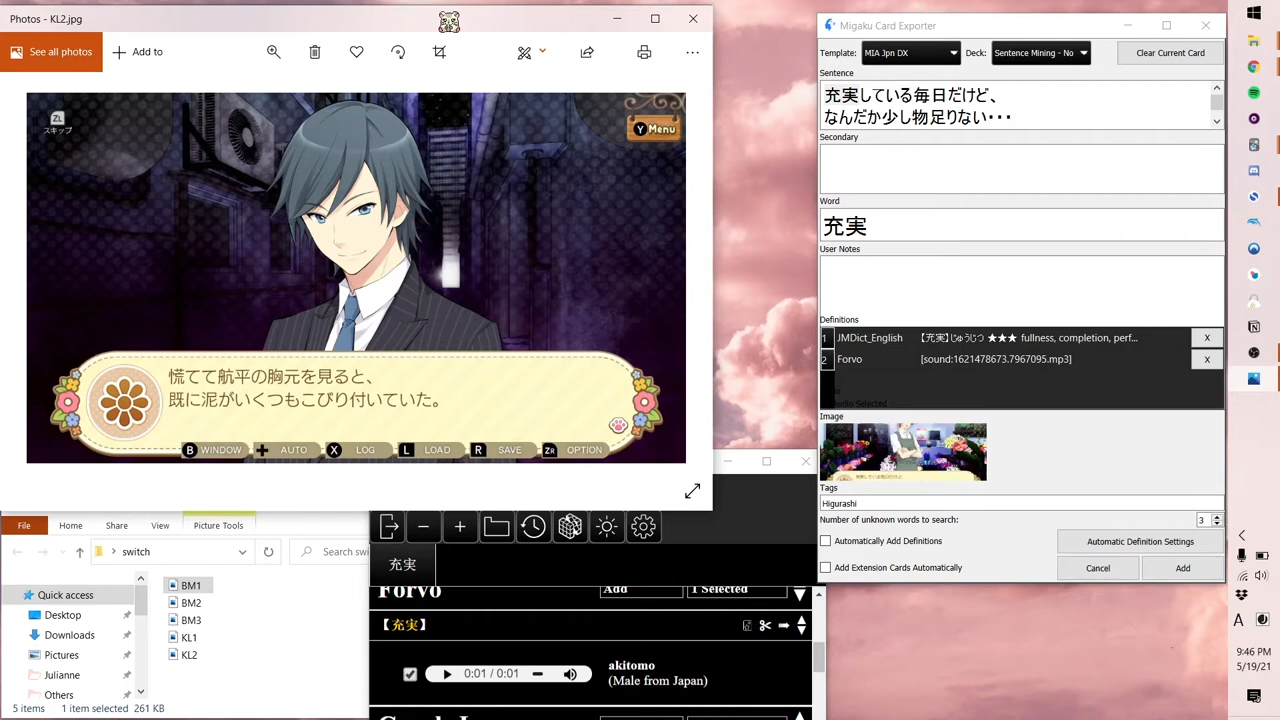 Photos - KL2.jpg
See all photos
Add to
ZL
スキップ
Y Menu
慌てて航平の胸元を見ると、
既に泥がいくつもこびり付いていた。
B WINDOW
AUTO
X LOG
L LOAD
R SAVE
ZR OPTION
File
Home
Share
View
Picture Tools
switch
Search swi
Quick access
Desktop
Downloads
Pictures
Julianne
Others
BM1
BM2
BM3
KL1
KL2
5 items
1 item selected 261 KB
充実
Forvo
Add
1 Selected
【充実】
0:01 / 0:01
akitomo
(Male from Japan)
Migaku Card Exporter
Template:
MIA Jpn DX
Deck:
Sentence Mining - No
Clear Current Card
Sentence
充実している毎日だけど、
なんだか少し物足りない・・・
Secondary
Word
充実
User Notes
Definitions
1 JMDict_English 【充実】じゅうじつ ★★★ fullness, completion, perf...
X
2 Forvo [sound:1621478673.7967095.mp3]
X
Image
Tags
Higurashi
Number of unknown words to search:
3
Automatically Add Definitions
Automatic Definition Settings
Add Extension Cards Automatically
Cancel
Add
A
9:46 PM
5/19/21